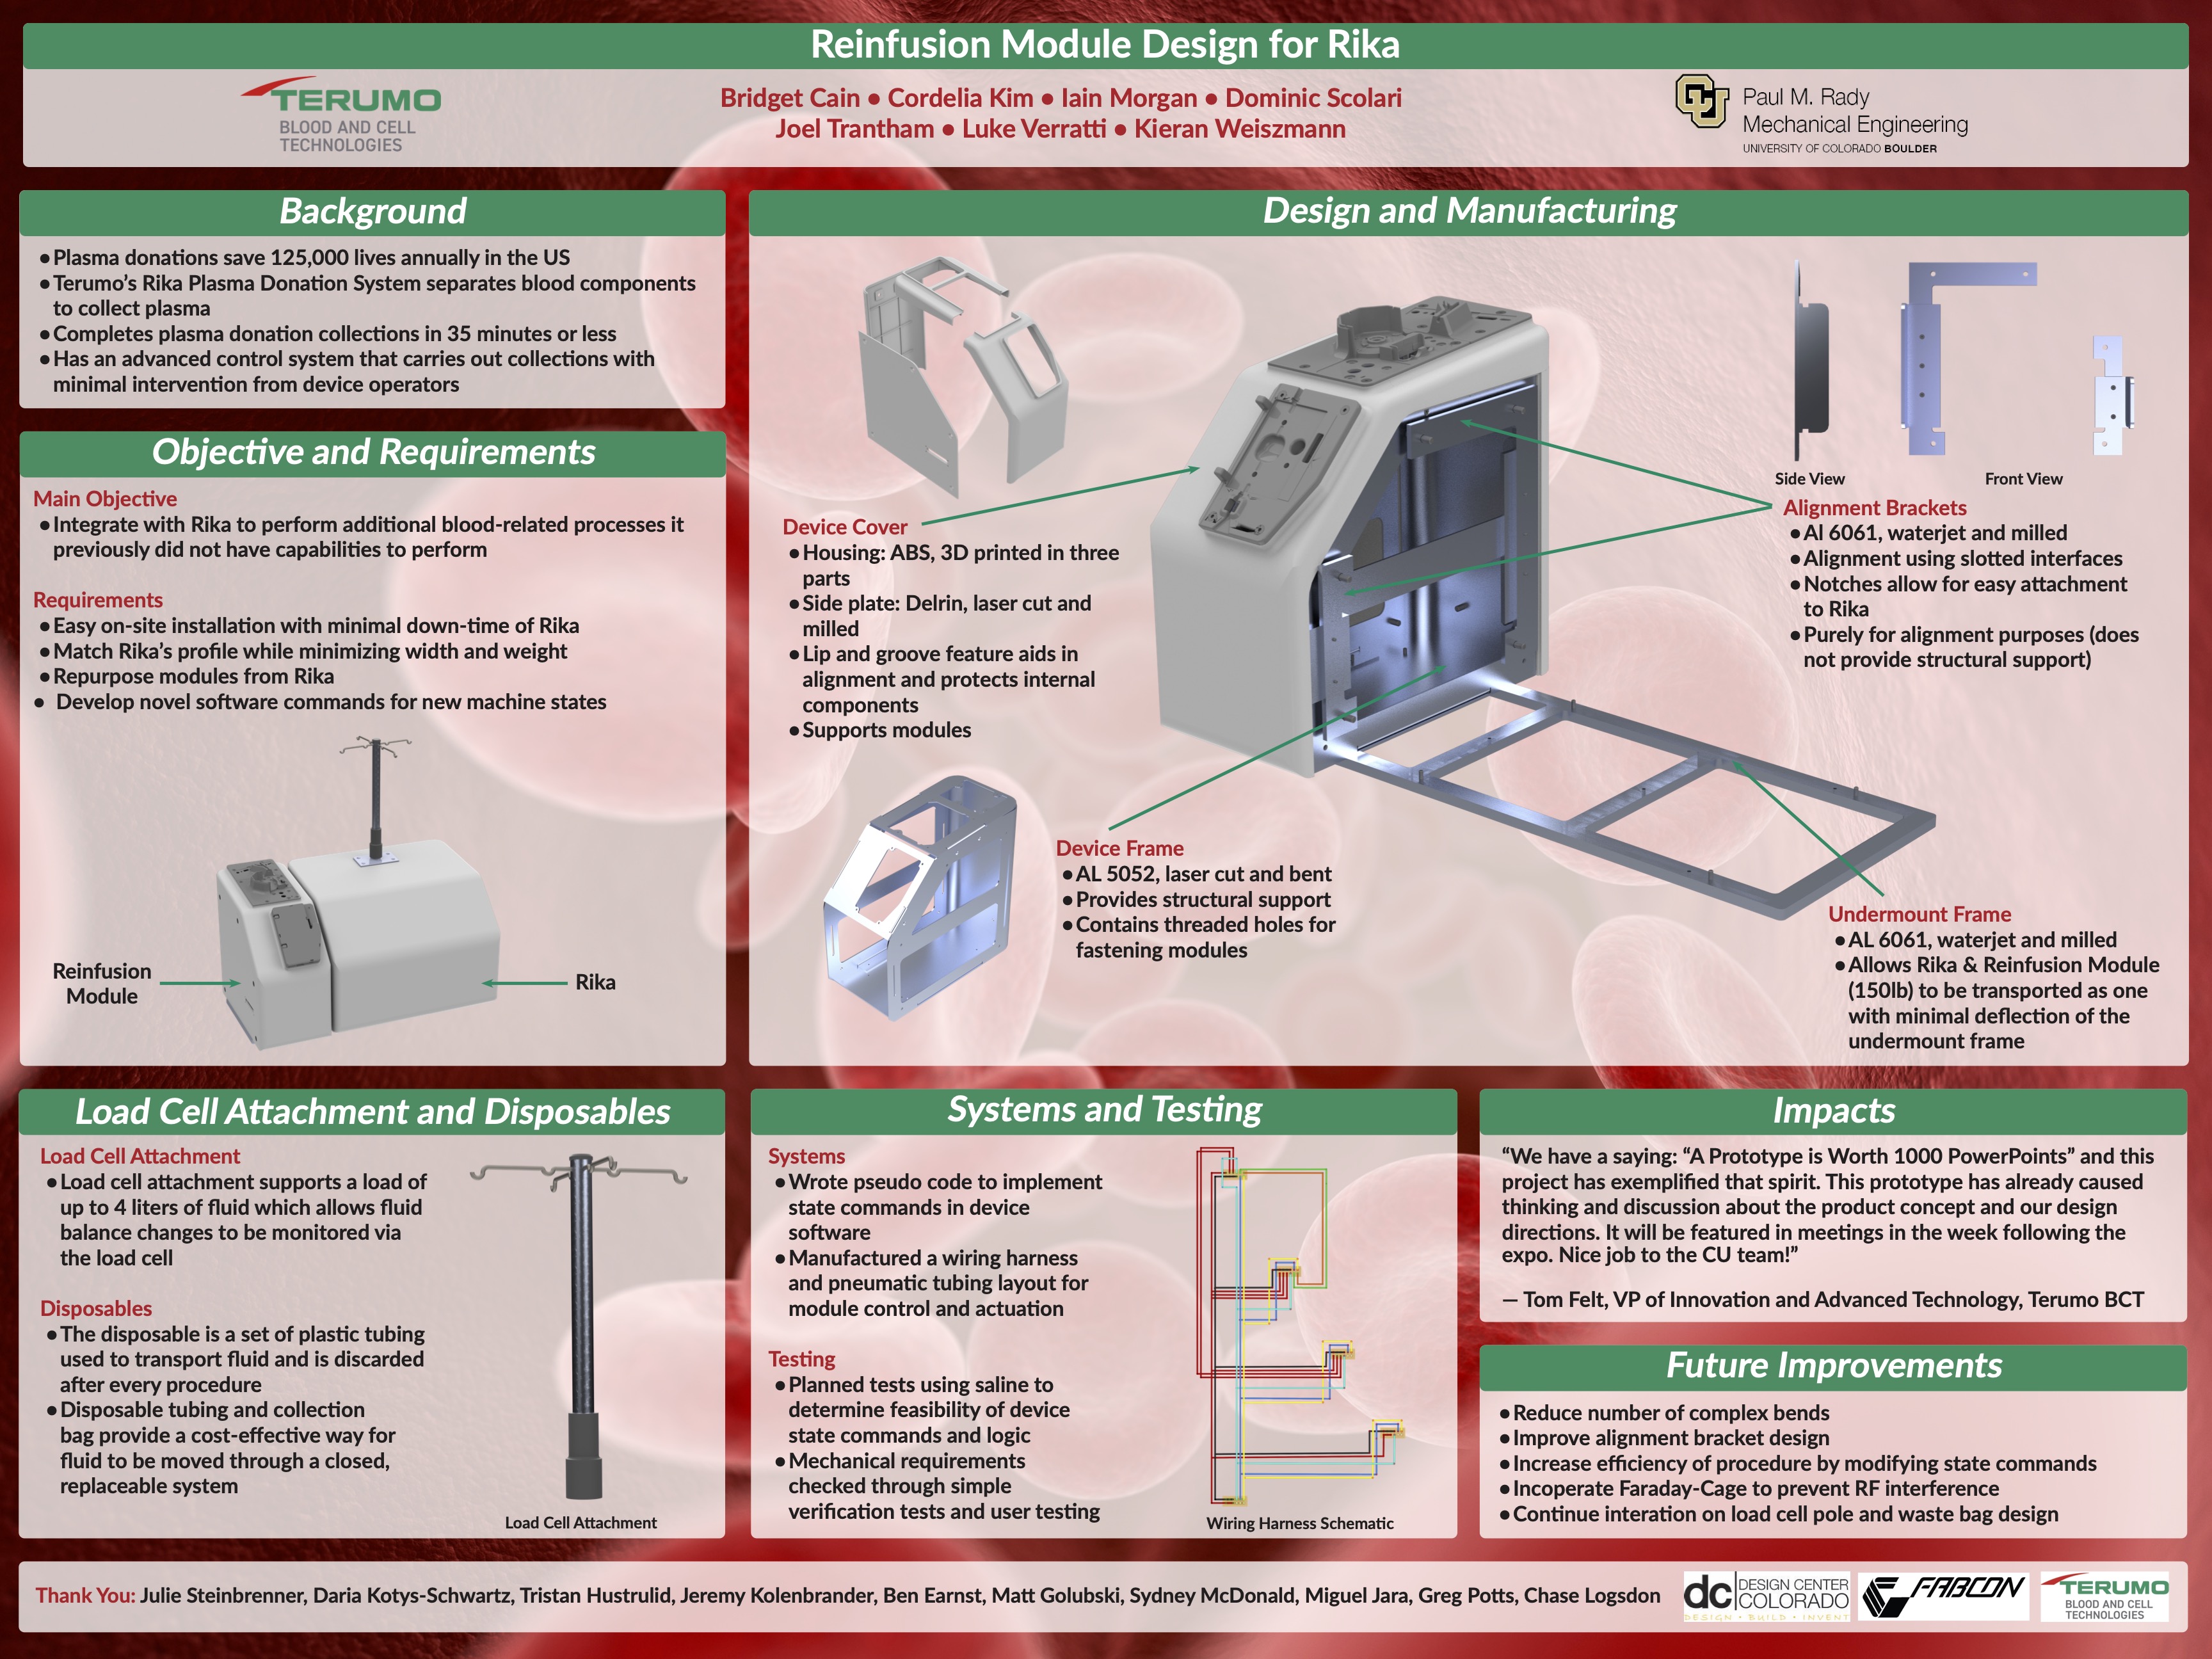 Reinfusion Module Design for Rika
TERUMO
BLOOD AND CELL
TECHNOLOGIES
Bridget Cain ● Cordelia Kim ● Iain Morgan ● Dominic Scolari
Joel Trantham ● Luke Verratti ● Kieran Weiszmann
CU
Paul M. Rady
Mechanical Engineering
UNIVERSITY OF COLORADO BOULDER
Background
● Plasma donations save 125,000 lives annually in the US
● Terumo’s Rika Plasma Donation System separates blood components
to collect plasma
● Completes plasma donation collections in 35 minutes or less
● Has an advanced control system that carries out collections with
minimal intervention from device operators
Objective and Requirements
Main Objective
● Integrate with Rika to perform additional blood-related processes it
previously did not have capabilities to perform
Requirements
● Easy on-site installation with minimal down-time of Rika
● Match Rika’s profile while minimizing width and weight
● Repurpose modules from Rika
● Develop novel software commands for new machine states
Reinfusion
Module
Rika
Design and Manufacturing
Device Cover
● Housing: ABS, 3D printed in three
parts
● Side plate: Delrin, laser cut and
milled
● Lip and groove feature aids in
alignment and protects internal
components
● Supports modules
Side View
Front View
Alignment Brackets
● Al 6061, waterjet and milled
● Alignment using slotted interfaces
● Notches allow for easy attachment
to Rika
● Purely for alignment purposes (does
not provide structural support)
Device Frame
● AL 5052, laser cut and bent
● Provides structural support
● Contains threaded holes for
fastening modules
Undermount Frame
● AL 6061, waterjet and milled
● Allows Rika & Reinfusion Module
(150lb) to be transported as one
with minimal deflection of the
undermount frame
Load Cell Attachment and Disposables
Load Cell Attachment
● Load cell attachment supports a load of
up to 4 liters of fluid which allows fluid
balance changes to be monitored via
the load cell
Disposables
● The disposable is a set of plastic tubing
used to transport fluid and is discarded
after every procedure
● Disposable tubing and collection
bag provide a cost-effective way for
fluid to be moved through a closed,
replaceable system
Load Cell Attachment
Systems and Testing
Systems
● Wrote pseudo code to implement
state commands in device
software
● Manufactured a wiring harness
and pneumatic tubing layout for
module control and actuation
Testing
● Planned tests using saline to
determine feasibility of device
state commands and logic
● Mechanical requirements
checked through simple
verification tests and user testing
Wiring Harness Schematic
Impacts
“We have a saying: “A Prototype is Worth 1000 PowerPoints” and this
project has exemplified that spirit. This prototype has already caused
thinking and discussion about the product concept and our design
directions. It will be featured in meetings in the week following the
expo. Nice job to the CU team!”
— Tom Felt, VP of Innovation and Advanced Technology, Terumo BCT
Future Improvements
● Reduce number of complex bends
● Improve alignment bracket design
● Increase efficiency of procedure by modifying state commands
● Incoperate Faraday-Cage to prevent RF interference
● Continue interation on load cell pole and waste bag design
Thank You: Julie Steinbrenner, Daria Kotys-Schwartz, Tristan Hustrulid, Jeremy Kolenbrander, Ben Earnst, Matt Golubski, Sydney McDonald, Miguel Jara, Greg Potts, Chase Logsdon
dc DESIGN CENTER
COLORADO
DESIGN • BUILD • INVENT
FABCON
TERUMO
BLOOD AND CELL
TECHNOLOGIES